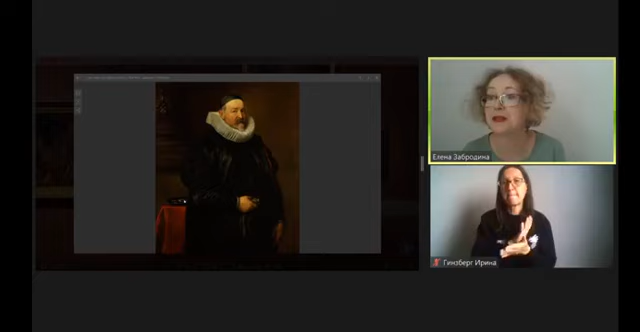 Елена Забродина
Гинзберг Ирина